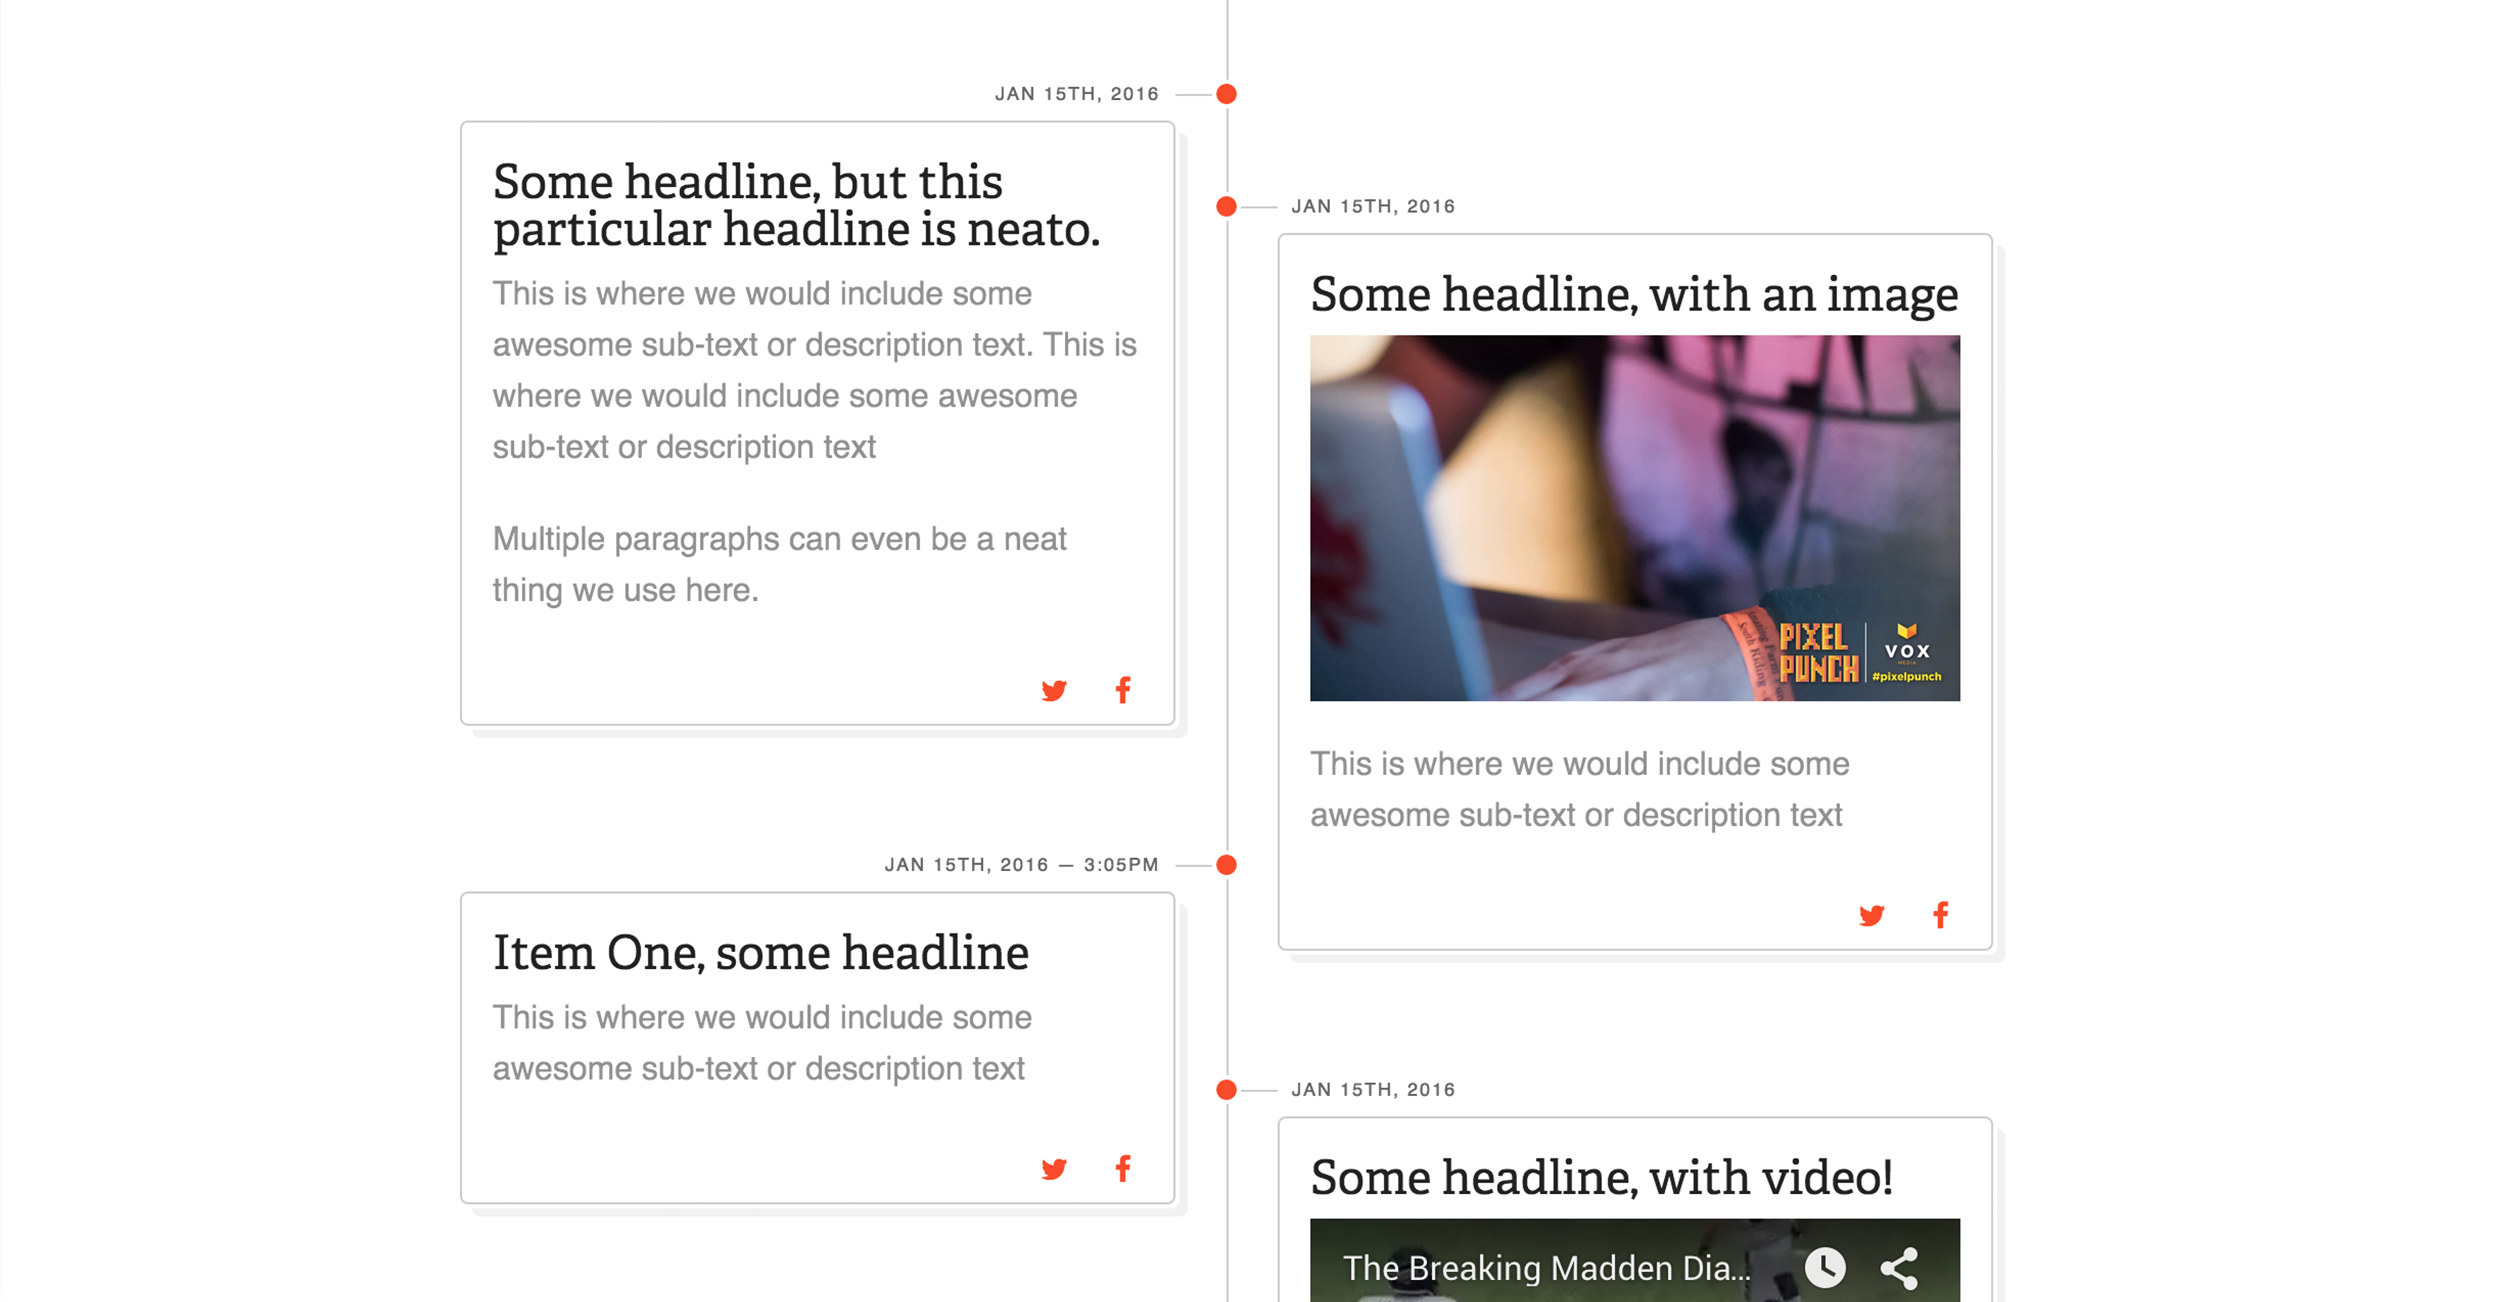 JAN 15TH, 2016
Some headline, but this
particular headline is neato.
This is where we would include some
awesome sub-text or description text. This is
where we would include some awesome
sub-text or description text
Multiple paragraphs can even be a neat
thing we use here.
JAN 15TH, 2016
Some headline, with an image
PIXEL
PUNCH
VOX
MEDIA
#pixelpunch
This is where we would include some
awesome sub-text or description text
JAN 15TH, 2016 — 3:05PM
Item One, some headline
This is where we would include some
awesome sub-text or description text
JAN 15TH, 2016
Some headline, with video!
The Breaking Madden Dia...